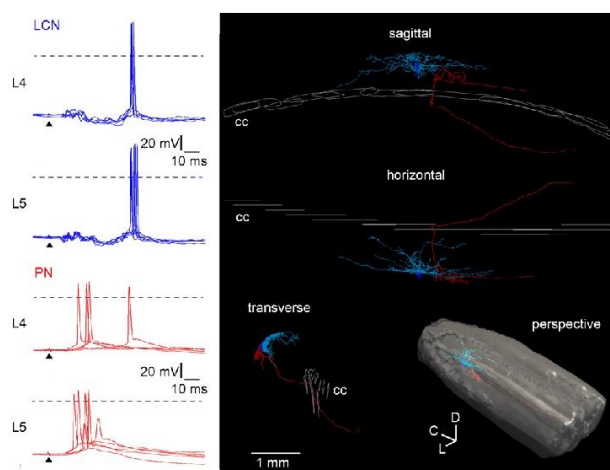 LCN
L4
20 mV
10 ms
L5
PN
L4
20 mV
10 ms
L5
sagittal
cc
horizontal
cc
transverse
cc
1 mm
perspective
D
C
L